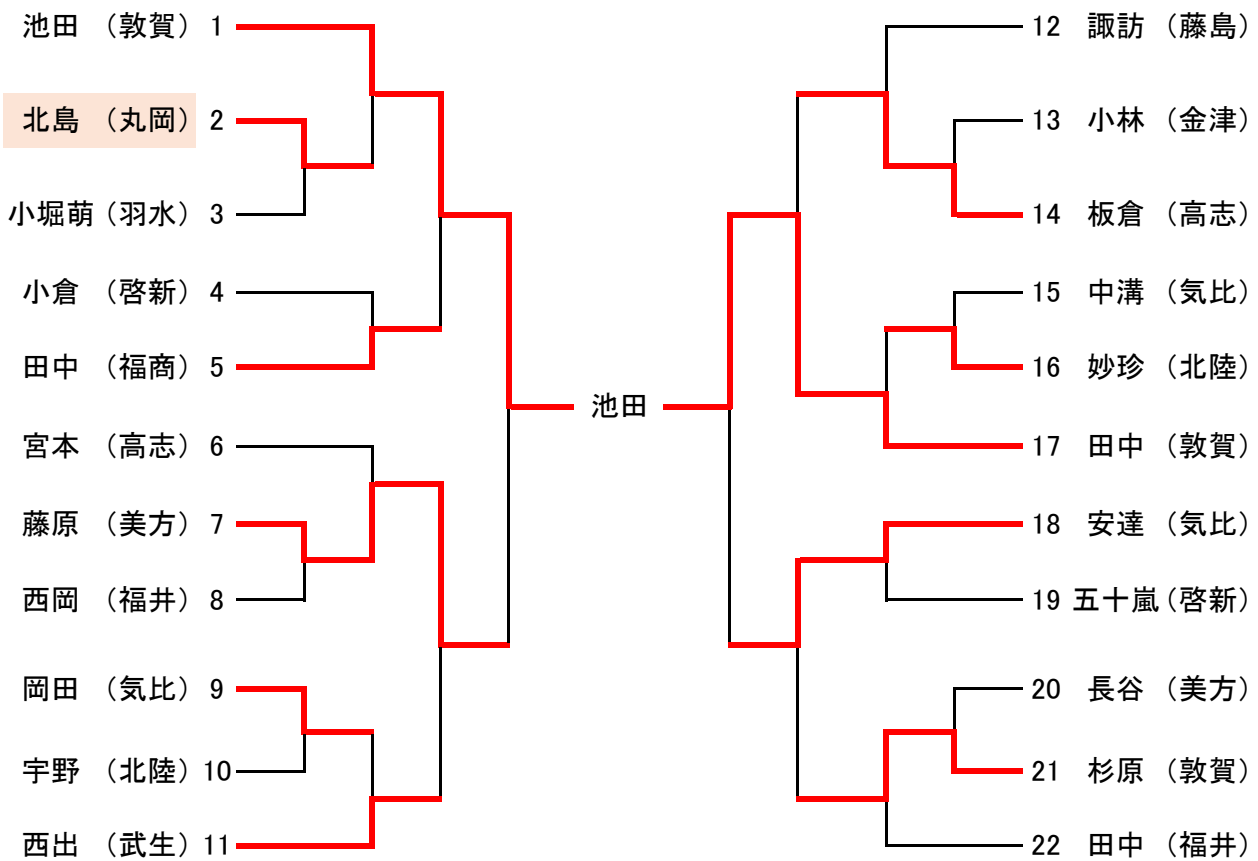 池田 (敦賀) 1
北島 (丸岡) 2
小堀萌 (羽水) 3
小倉 (啓新) 4
田中 (福商) 5
宮本 (高志) 6
藤原 (美方) 7
西岡 (福井) 8
岡田 (気比) 9
宇野 (北陸) 10
西出 (武生) 11
池田
12 諏訪 (藤島)
13 小林 (金津)
14 板倉 (高志)
15 中溝 (気比)
16 妙珍 (北陸)
17 田中 (敦賀)
18 安達 (気比)
19 五十嵐 (啓新)
20 長谷 (美方)
21 杉原 (敦賀)
22 田中 (福井)